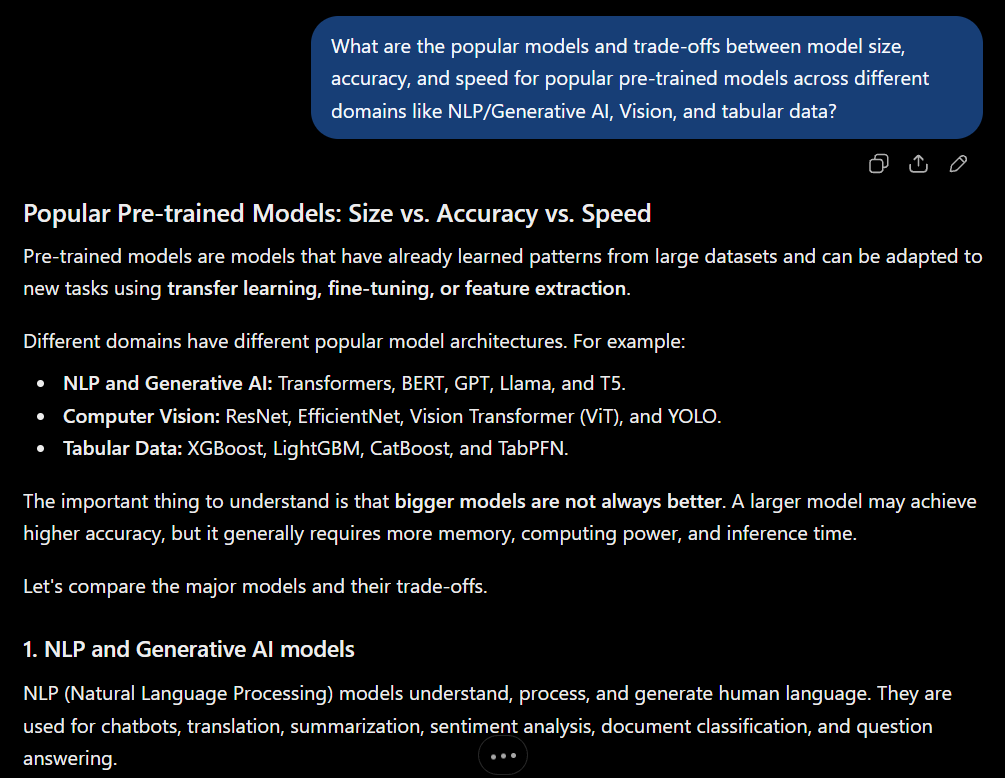 What are the popular models and trade-offs between model size,
accuracy, and speed for popular pre-trained models across different
domains like NLP/Generative AI, Vision, and tabular data?
Popular Pre-trained Models: Size vs. Accuracy vs. Speed
Pre-trained models are models that have already learned patterns from large datasets and can be adapted to
new tasks using transfer learning, fine-tuning, or feature extraction.
Different domains have different popular model architectures. For example:
• NLP and Generative AI: Transformers, BERT, GPT, Llama, and T5.
• Computer Vision: ResNet, EfficientNet, Vision Transformer (ViT), and YOLO.
• Tabular Data: XGBoost, LightGBM, CatBoost, and TabPFN.
The important thing to understand is that bigger models are not always better. A larger model may achieve
higher accuracy, but it generally requires more memory, computing power, and inference time.
Let's compare the major models and their trade-offs.
1. NLP and Generative AI models
NLP (Natural Language Processing) models understand, process, and generate human language. They are
used for chatbots, translation, summarization, sentiment analysis, document classification, and question
answering.